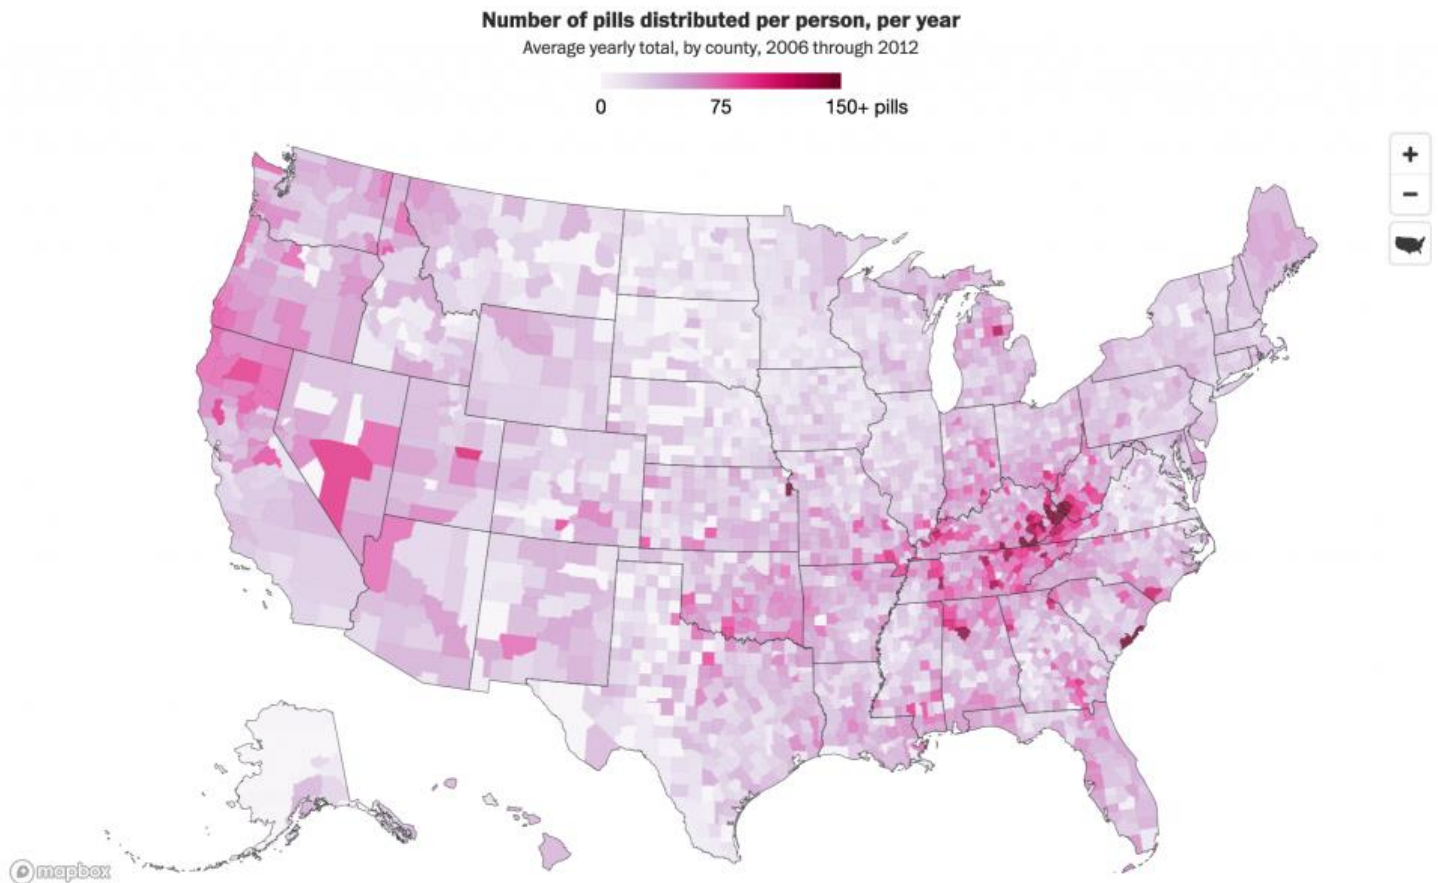 Number of pills distributed per person, per year
Average yearly total, by county, 2006 through 2012
0 75 150+ pills
+
−
mapbox